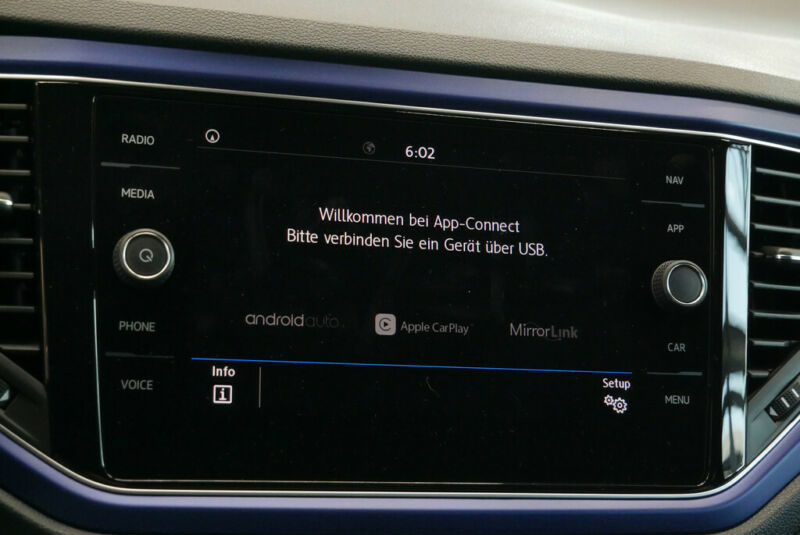 RADIO
MEDIA
PHONE
VOICE
6:02
Willkommen bei App-Connect
Bitte verbinden Sie ein Gerät über USB.
androidauto
Apple CarPlay
MirrorLink
Info
i
Setup
NAV
APP
CAR
MENU